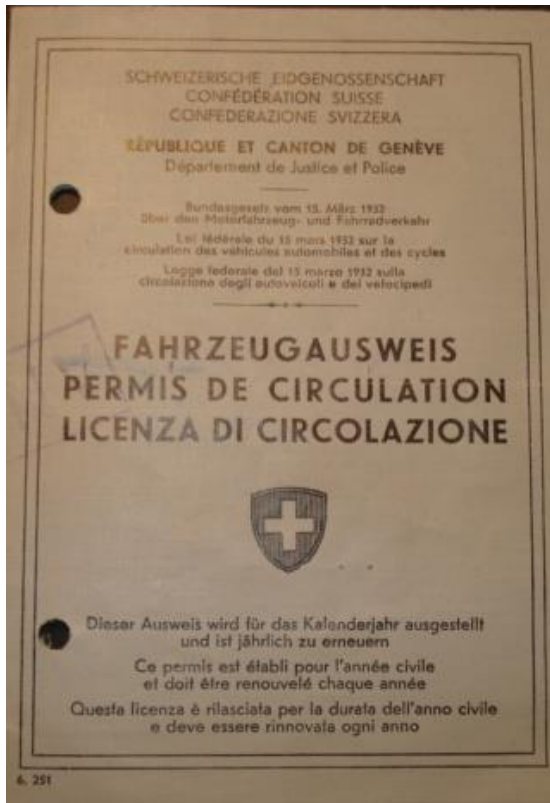 SCHWEIZERISCHE EIDGENOSSENSCHAFT
CONFÉDÉRATION SUISSE
CONFEDERAZIONE SVIZZERA
RÉPUBLIQUE ET CANTON DE GENÈVE
Département de Justice et Police
Bundesgesetz vom 15. März 1932
über den Motorfahrzeug- und Fahrradverkehr
Loi fédérale du 15 mars 1932 sur la
circulation des véhicules automobiles et des cycles
Legge federale del 15 marzo 1932 sulla
circolazione degli autoveicoli e dei velocipedi
FAHRZEUGAUSWEIS
PERMIS DE CIRCULATION
LICENZA DI CIRCOLAZIONE
Dieser Ausweis wird für das Kalenderjahr ausgestellt
und ist jährlich zu erneuern
Ce permis est établi pour l'année civile
et doit être renouvelé chaque année
Questa licenza è rilasciata per la durata dell'anno civile
e deve essere rinnovata ogni anno
6. 251